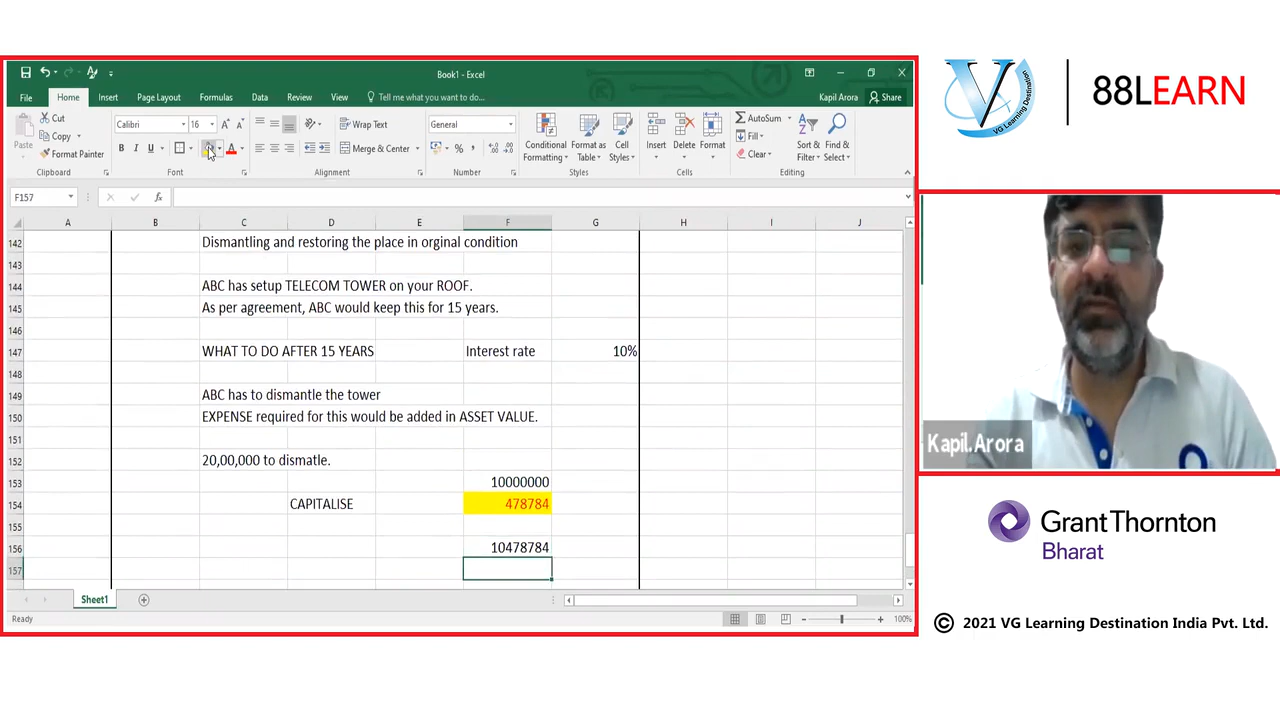 Book1 - Excel
File Home Insert Page Layout Formulas Data Review View Tell me what you want to do... Kapil Arora Share
Paste Cut Copy Format Painter Clipboard
Calibri 16 B I U Font
Wrap Text Merge & Center Alignment
General % Number
Conditional Formatting Format as Table Cell Styles Styles
Insert Delete Format Cells
AutoSum Fill Clear Sort & Filter Find & Select Editing
F157 fx
A B C D E F G H I J
142 Dismantling and restoring the place in orginal condition
143
144 ABC has setup TELECOM TOWER on your ROOF.
145 As per agreement, ABC would keep this for 15 years.
146
147 WHAT TO DO AFTER 15 YEARS Interest rate 10%
148
149 ABC has to dismantle the tower
150 EXPENSE required for this would be added in ASSET VALUE.
151
152 20,00,000 to dismatle.
153 10000000
154 CAPITALISE 478784
155
156 10478784
157
Sheet1
Ready 100%
V
VG Learning Destination
88LEARN
Kapil.Arora
Grant Thornton
Bharat
© 2021 VG Learning Destination India Pvt. Ltd.